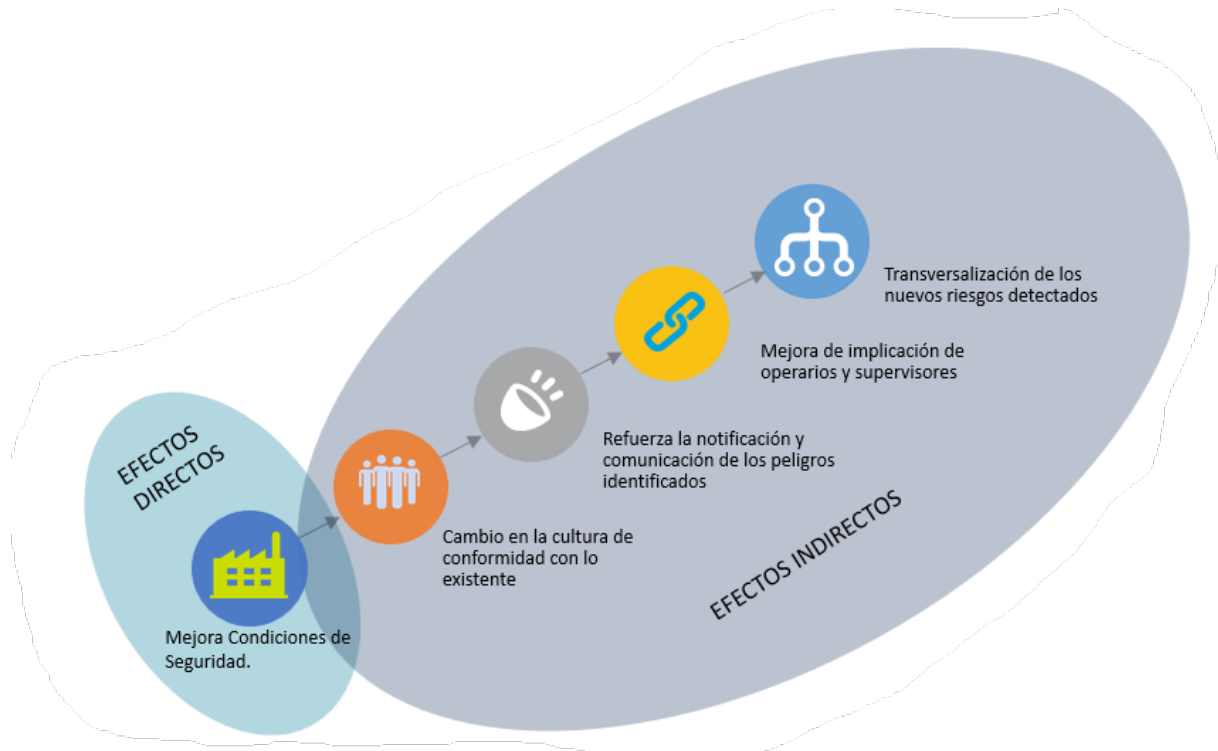 EFECTOS
DIRECTOS
Mejora Condiciones de
Seguridad.
Cambio en la cultura de
conformidad con lo
existente
Refuerza la notificación y
comunicación de los peligros
identificados
Mejora de implicación de
operarios y supervisores
Transversalización de los
nuevos riesgos detectados
EFECTOS INDIRECTOS